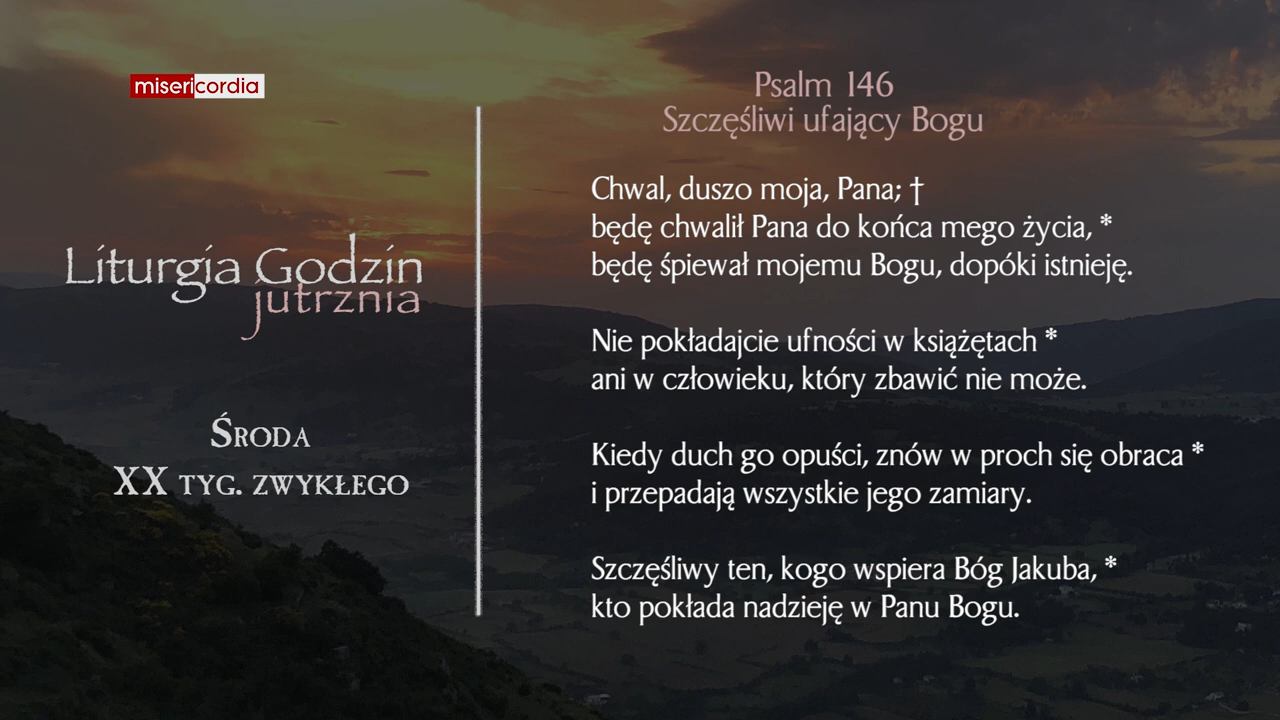 misericordia
Liturgia Godzin
jutrznia
Środa
XX tyg. zwykłego
Psalm 146
Szczęśliwi ufający Bogu
Chwal, duszo moja, Pana; †
będę chwalił Pana do końca mego życia, *
będę śpiewał mojemu Bogu, dopóki istnieję.
Nie pokładajcie ufności w książętach *
ani w człowieku, który zbawić nie może.
Kiedy duch go opuści, znów w proch się obraca *
i przepadają wszystkie jego zamiary.
Szczęśliwy ten, kogo wspiera Bóg Jakuba, *
kto pokłada nadzieję w Panu Bogu.